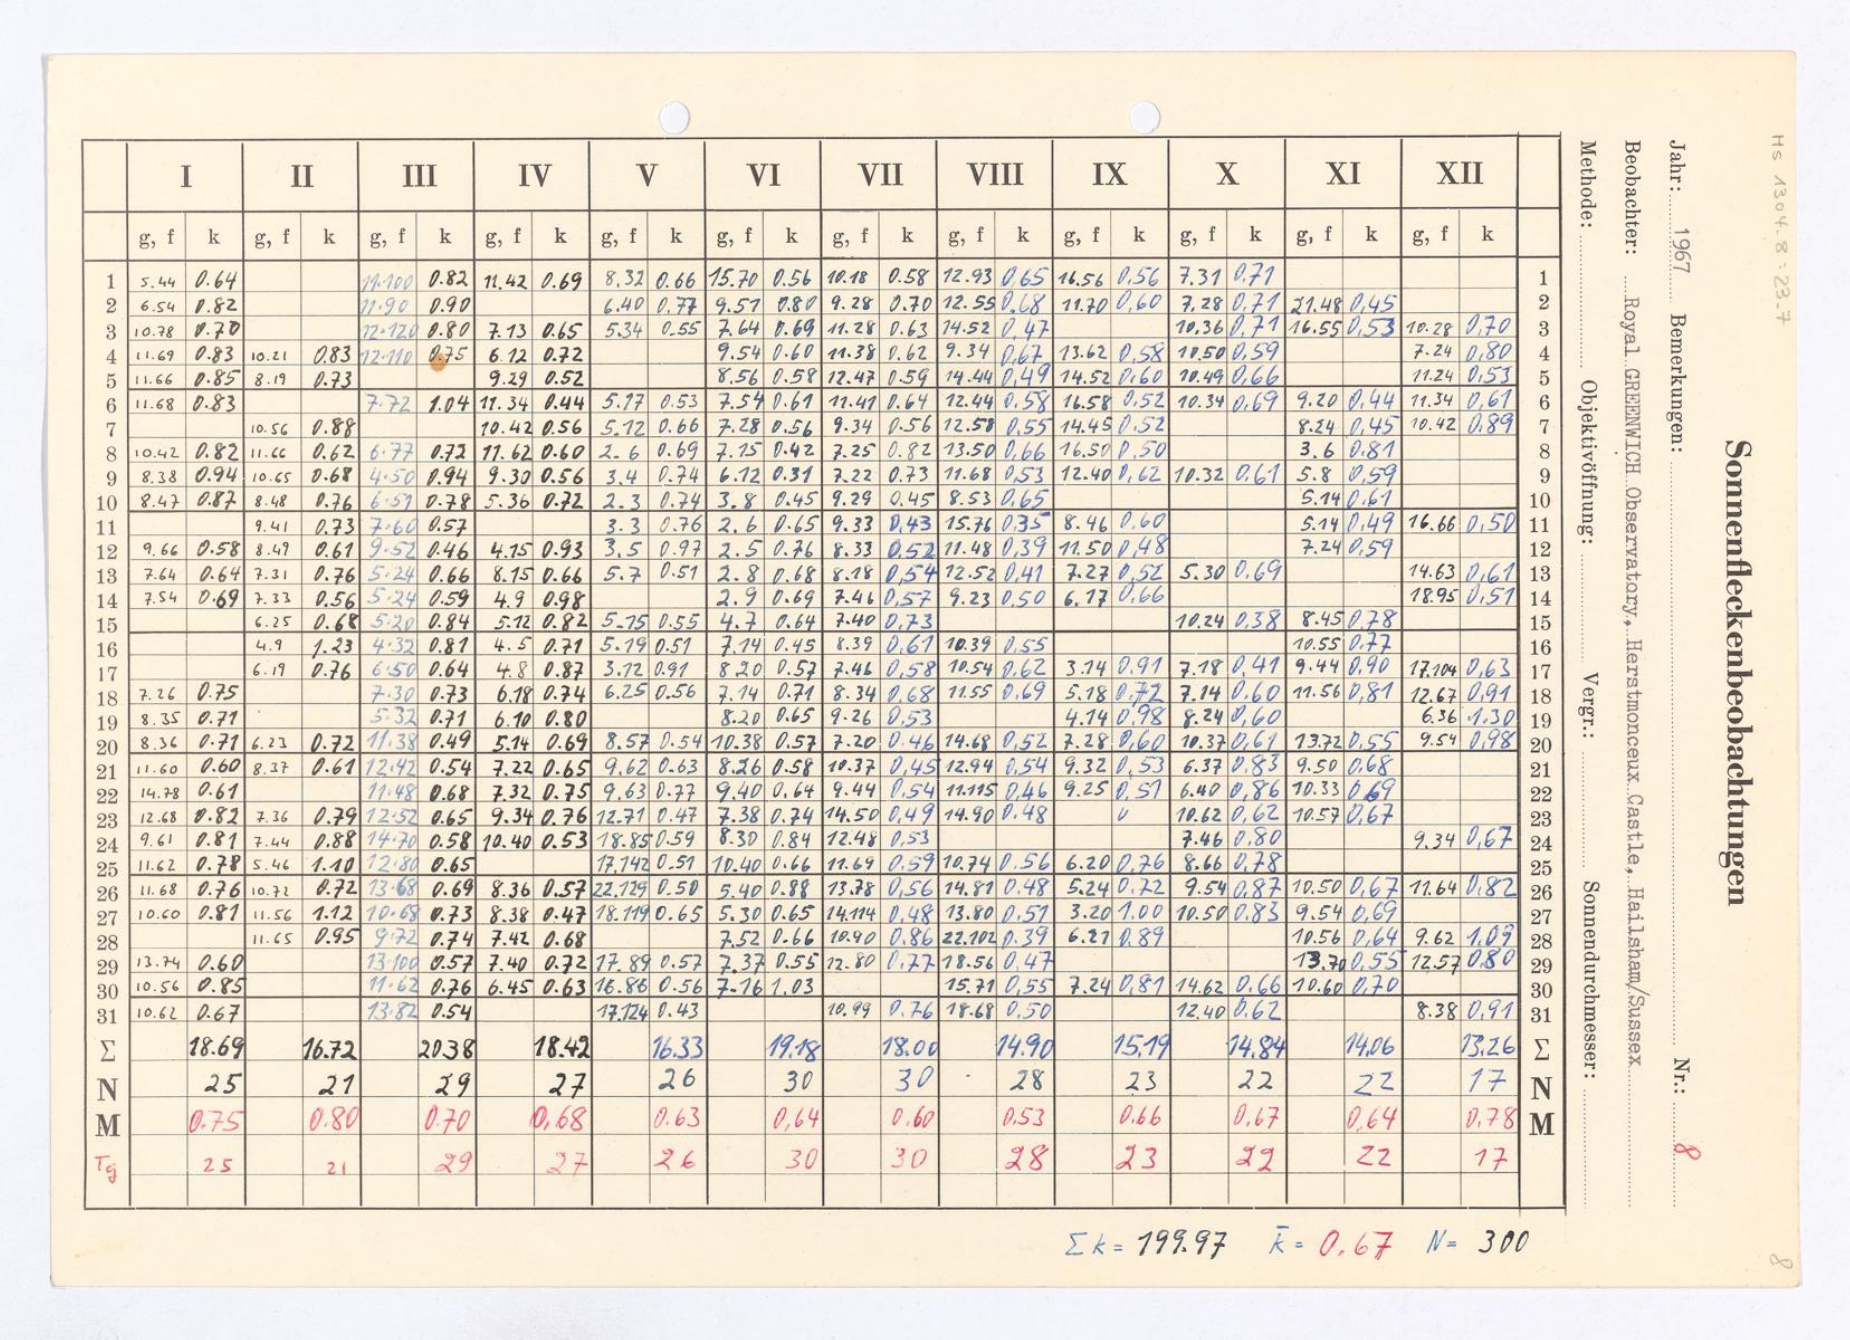 I II III IV V VI VII VIII IX X XI XII
g, f k g, f k g, f k g, f k g, f k g, f k g, f k g, f k g, f k g, f k g, f k g, f k
1 5.44 0.64 11.100 0.82 11.42 0.69 8.32 0.66 15.70 0.56 10.18 0.58 12.93 0,65 16.56 0,56 7.31 0,71 1
2 6.54 0.82 11.90 0.90 6.40 0.77 9.51 0.80 9.28 0.70 12.55 0.68 11.70 0,60 7.28 0,71 21.48 0,45 2
3 10.78 0.70 12.120 0.80 7.13 0.65 5.34 0.55 7.64 0.69 11.28 0.63 14.52 0,47 10.36 0,71 16.55 0,53 10.28 0,70 3
4 11.69 0.83 10.21 0.83 12.110 0.75 6.12 0.72 9.54 0.60 11.38 0.62 9.34 0,67 13.62 0,58 10.50 0,59 7.24 0,80 4
5 11.66 0.85 8.19 0.73 9.29 0.52 8.56 0.58 12.47 0.59 14.44 0,49 14.52 0,60 10.49 0,66 11.24 0,53 5
6 11.68 0.83 7.72 1.04 11.34 0.44 5.17 0.53 7.54 0.61 11.41 0.64 12.44 0.58 16.58 0,52 10.34 0,69 9.20 0,44 11.34 0,61 6
7 10.56 0.88 10.42 0.56 5.12 0.66 7.28 0.56 9.34 0.56 12.58 0,55 14.45 0,52 8.24 0,45 10.42 0,89 7
8 10.42 0.82 11.66 0.62 6.77 0.72 11.62 0.60 2.6 0.69 7.15 0.42 7.25 0.82 13.50 0,66 16.50 0,50 3.6 0,81 8
9 8.38 0.94 10.65 0.68 4.50 0.94 9.30 0.56 3.4 0.74 6.12 0.31 7.22 0.73 11.68 0,53 12.40 0,62 10.32 0,61 5.8 0,59 9
10 8.47 0.87 8.48 0.76 6.51 0.78 5.36 0.72 2.3 0.74 3.8 0.45 9.29 0.45 8.53 0,65 5.14 0,61 10
11 9.41 0.73 7.60 0.57 3.3 0.76 2.6 0.65 9.33 0,43 15.76 0,35 8.46 0,60 5.14 0,49 16.66 0,50 11
12 9.66 0.58 8.49 0.61 9.52 0.46 4.15 0.93 3.5 0.97 2.5 0.76 8.33 0,52 11.48 0,39 11.50 0,48 7.24 0,59 12
13 7.64 0.64 7.31 0.76 5.24 0.66 8.15 0.66 5.7 0.51 2.8 0.68 8.18 0,54 12.52 0,41 7.27 0,52 5.30 0,69 14.63 0,61 13
14 7.54 0.69 7.33 0.56 5.24 0.59 4.9 0.98 2.9 0.69 7.46 0,57 9.23 0,50 6.17 0,66 18.95 0,51 14
15 6.25 0.68 5.20 0.84 5.12 0.82 5.15 0.55 4.7 0.64 7.40 0,73 10.24 0,38 8.45 0,78 15
16 4.9 1.23 4.32 0.81 4.5 0.71 5.19 0.51 7.14 0.45 8.39 0,61 10.39 0,55 10.55 0,77 16
17 6.19 0.76 6.50 0.64 4.8 0.87 3.12 0.91 8.20 0.57 7.46 0,58 10.54 0,62 3.14 0,91 7.18 0,41 9.44 0,90 17.104 0,63 17
18 7.26 0.75 7.30 0.73 6.18 0.74 6.25 0.56 7.14 0.71 8.34 0,68 11.55 0,69 5.18 0,72 7.14 0,60 11.56 0,81 12.67 0,91 18
19 8.35 0.71 5.32 0.71 6.10 0.80 8.20 0.65 9.26 0,53 4.14 0,98 8.24 0,60 6.36 1.30 19
20 8.36 0.71 6.23 0.72 11.38 0.49 5.14 0.69 8.57 0.54 10.38 0.57 7.20 0.46 14.68 0,52 7.28 0,60 10.37 0,61 13.72 0,55 9.54 0,98 20
21 11.60 0.60 8.37 0.61 12.42 0.54 7.22 0.65 9.62 0.63 8.26 0.58 10.37 0,45 12.94 0,54 9.32 0,53 6.37 0,83 9.50 0,68 21
22 14.78 0.61 11.48 0.68 7.32 0.75 9.63 0.77 9.40 0.64 9.44 0,54 11.115 0,46 9.25 0,51 6.40 0,86 10.33 0,69 22
23 12.68 0.82 7.36 0.79 12.52 0.65 9.34 0.76 12.71 0.47 7.38 0.74 14.50 0,49 14.90 0.48 10.62 0,62 10.57 0,67 23
24 9.61 0.81 7.44 0.88 14.70 0.58 10.40 0.53 18.85 0.59 8.30 0.84 12.48 0,53 7.46 0,80 9.34 0,67 24
25 11.62 0.78 5.46 1.10 12.80 0.65 17.142 0.51 10.40 0.66 11.69 0.59 10.74 0.56 6.20 0,76 8.66 0,78 25
26 11.68 0.76 10.72 0.72 13.68 0.69 8.36 0.57 22.129 0.50 5.40 0.88 13.78 0,56 14.81 0.48 5.24 0.72 9.54 0,87 10.50 0,67 11.64 0,82 26
27 10.60 0.81 11.56 1.12 10.68 0.73 8.38 0.47 18.119 0.65 5.30 0.65 14.114 0,48 13.80 0.51 3.20 1.00 10.50 0,83 9.54 0,69 27
28 11.65 0.95 9.72 0.74 7.42 0.68 7.52 0.66 10.90 0.86 22.102 0.39 6.21 0,89 10.56 0,64 9.62 1.09 28
29 13.74 0.60 13.100 0.57 7.40 0.72 17.89 0.57 7.37 0.55 12.80 0,77 18.56 0,47 13.70 0,55 12.57 0,80 29
30 10.56 0.85 11.62 0.76 6.45 0.63 16.86 0.56 7.16 1.03 15.71 0,55 7.24 0,81 14.62 0.66 10.60 0,70 30
31 10.62 0.67 13.82 0.54 17.124 0.43 10.99 0.76 18.68 0.50 12.40 0.62 8.38 0,91 31
Σ 18.69 16.72 20.38 18.42 16.33 19.18 18.00 14.90 15.19 14.84 14,06 13.26 Σ
N 25 21 29 27 26 30 30 28 23 22 22 17 N
M 0.75 0.80 0.70 0,68 0.63 0,64 0.60 0.53 0.66 0,67 0,64 0,78 M
Tg 25 21 29 27 26 30 30 28 23 22 22 17
Σk = 199.97 k̄ = 0.67 N = 300
Sonnenfleckenbeobachtungen
Jahr: 1967 Bemerkungen: Nr.: 8
Beobachter: Royal GREENWICH Observatory, Herstmonceux Castle, Hailsham/Sussex
Methode: Objektivöffnung: Vergr.: Sonnendurchmesser:
Hs 1304.8:23.7
8